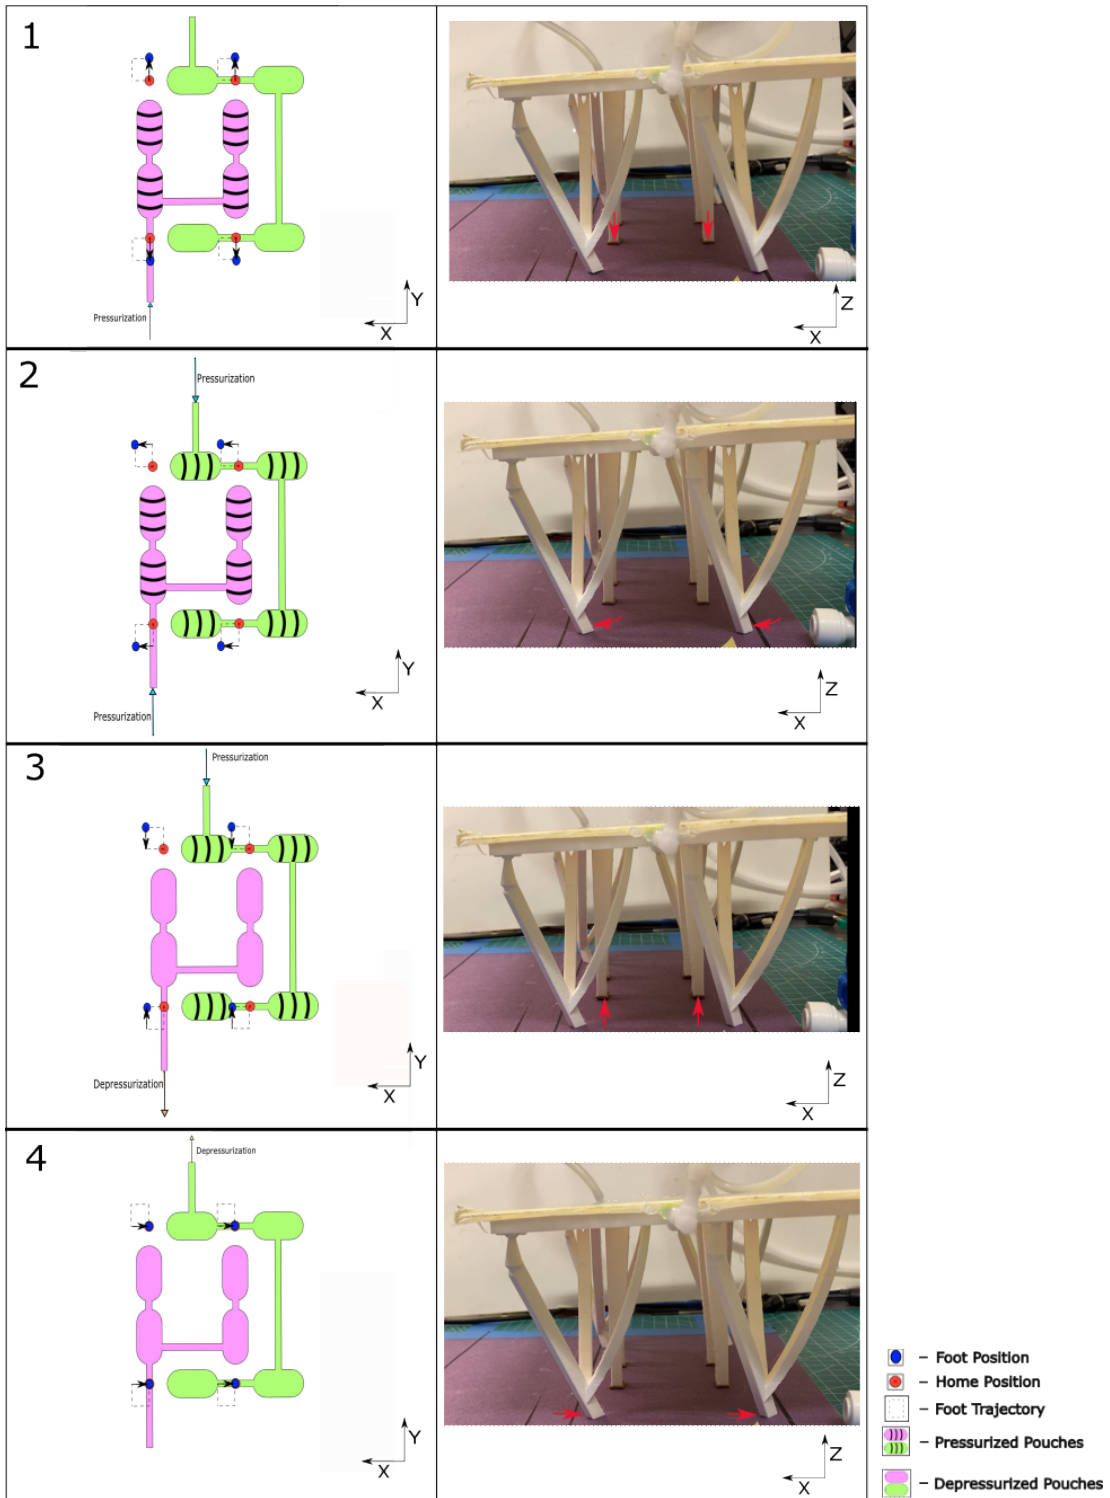 1
Pressurization
Y
X
Z
X
2
Pressurization
Pressurization
Y
X
Z
X
3
Pressurization
Depressurization
Y
X
Z
X
4
Depressurization
Y
X
Z
X
– Foot Position
– Home Position
– Foot Trajectory
– Pressurized Pouches
– Depressurized Pouches